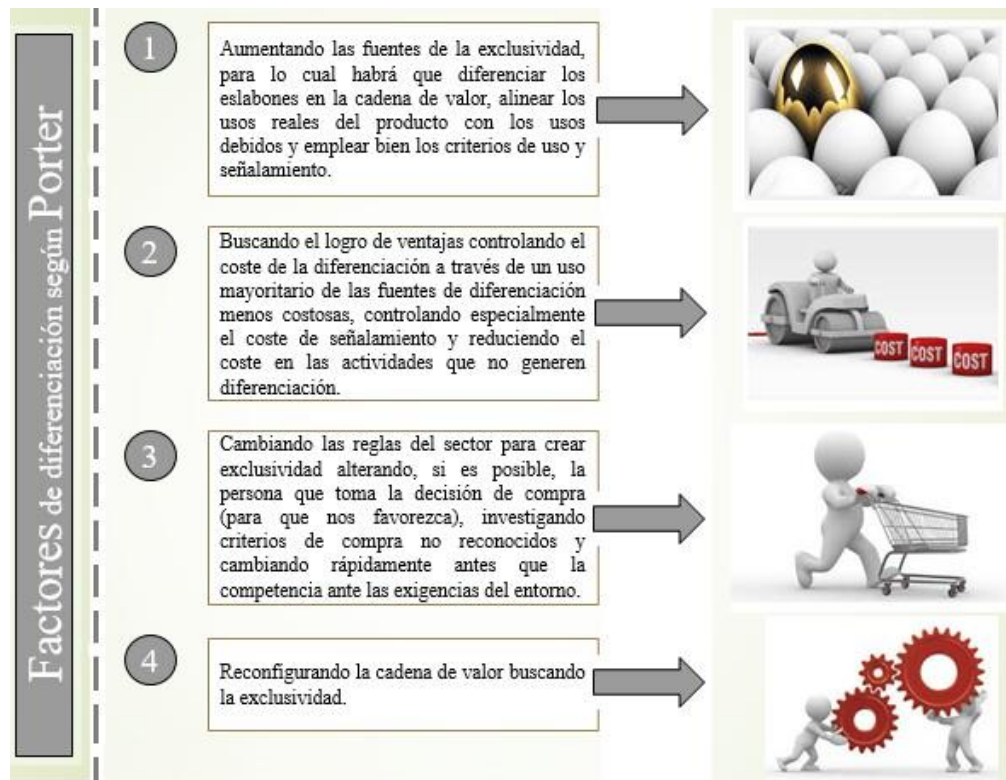 Factores de diferenciación según Porter
1
Aumentando las fuentes de la exclusividad,
para lo cual habrá que diferenciar los
eslabones en la cadena de valor, alinear los
usos reales del producto con los usos
debidos y emplear bien los criterios de uso y
señalamiento.
2
Buscando el logro de ventajas controlando el
coste de la diferenciación a través de un uso
mayoritario de las fuentes de diferenciación
menos costosas, controlando especialmente
el coste de señalamiento y reduciendo el
coste en las actividades que no generen
diferenciación.
COST COST COST
3
Cambiando las reglas del sector para crear
exclusividad alterando, si es posible, la
persona que toma la decisión de compra
(para que nos favorezca), investigando
criterios de compra no reconocidos y
cambiando rápidamente antes que la
competencia ante las exigencias del entorno.
4
Reconfigurando la cadena de valor buscando
la exclusividad.